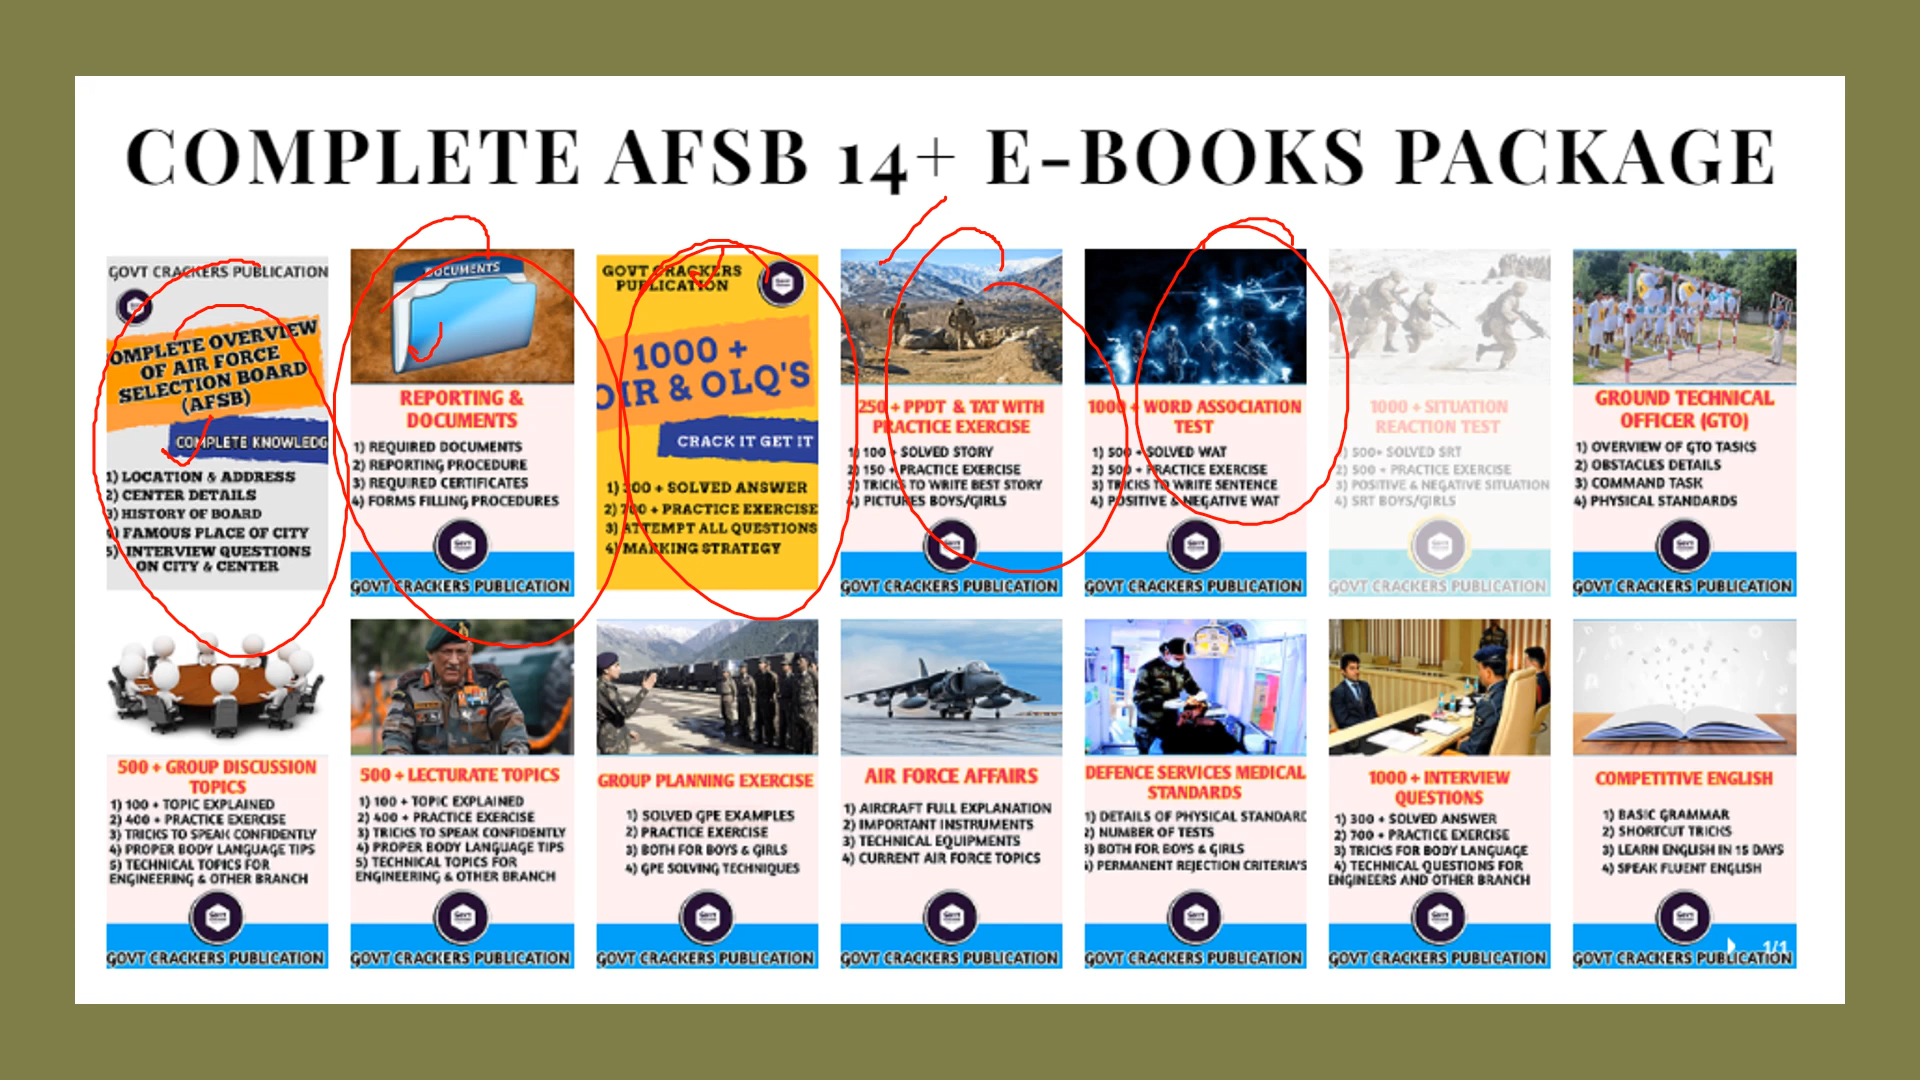 COMPLETE AFSB 14+ E-BOOKS PACKAGE
GOVT CRACKERS PUBLICATION
OMPLETE OVERVIEW
OF AIR FORCE
SELECTION BOARD
(AFSB)
COMPLETE KNOWLEDG
1) LOCATION & ADDRESS
2) CENTER DETAILS
3) HISTORY OF BOARD
4) FAMOUS PLACE OF CITY
5) INTERVIEW QUESTIONS
ON CITY & CENTER
DOCUMENTS
REPORTING &
DOCUMENTS
1) REQUIRED DOCUMENTS
2) REPORTING PROCEDURE
3) REQUIRED CERTIFICATES
4) FORMS FILLING PROCEDURES
GOVT CRACKERS PUBLICATION
GOVT CRACKERS
PUBLICATION
1000 +
OIR & OLQ'S
CRACK IT GET IT
1) 300 + SOLVED ANSWER
2) 700 + PRACTICE EXERCISE
3) ATTEMPT ALL QUESTIONS
4) MARKING STRATEGY
250 + PPDT & TAT WITH
PRACTICE EXERCISE
1) 100 + SOLVED STORY
2) 150 + PRACTICE EXERCISE
3) TRICKS TO WRITE BEST STORY
4) PICTURES BOYS/GIRLS
GOVT CRACKERS PUBLICATION
1000 + WORD ASSOCIATION
TEST
1) 500 + SOLVED WAT
2) 500 + PRACTICE EXERCISE
3) TRICKS TO WRITE SENTENCE
4) POSITIVE & NEGATIVE WAT
GOVT CRACKERS PUBLICATION
1000 + SITUATION
REACTION TEST
1) 500+ SOLVED SRT
2) 500 + PRACTICE EXERCISE
3) POSITIVE & NEGATIVE SITUATION
4) SRT BOYS/GIRLS
GOVT CRACKERS PUBLICATION
GROUND TECHNICAL
OFFICER (GTO)
1) OVERVIEW OF GTO TASKS
2) OBSTACLES DETAILS
3) COMMAND TASK
4) PHYSICAL STANDARDS
GOVT CRACKERS PUBLICATION
500 + GROUP DISCUSSION
TOPICS
1) 100 + TOPIC EXPLAINED
2) 400 + PRACTICE EXERCISE
3) TRICKS TO SPEAK CONFIDENTLY
4) PROPER BODY LANGUAGE TIPS
5) TECHNICAL TOPICS FOR
ENGINEERING & OTHER BRANCH
GOVT CRACKERS PUBLICATION
500 + LECTURATE TOPICS
1) 100 + TOPIC EXPLAINED
2) 400 + PRACTICE EXERCISE
3) TRICKS TO SPEAK CONFIDENTLY
4) PROPER BODY LANGUAGE TIPS
5) TECHNICAL TOPICS FOR
ENGINEERING & OTHER BRANCH
GOVT CRACKERS PUBLICATION
GROUP PLANNING EXERCISE
1) SOLVED GPE EXAMPLES
2) PRACTICE EXERCISE
3) BOTH FOR BOYS & GIRLS
4) GPE SOLVING TECHNIQUES
GOVT CRACKERS PUBLICATION
AIR FORCE AFFAIRS
1) AIRCRAFT FULL EXPLANATION
2) IMPORTANT INSTRUMENTS
3) TECHNICAL EQUIPMENTS
4) CURRENT AIR FORCE TOPICS
GOVT CRACKERS PUBLICATION
DEFENCE SERVICES MEDICAL
STANDARDS
1) DETAILS OF PHYSICAL STANDARD
2) NUMBER OF TESTS
3) BOTH FOR BOYS & GIRLS
4) PERMANENT REJECTION CRITERIA'S
GOVT CRACKERS PUBLICATION
1000 + INTERVIEW
QUESTIONS
1) 300 + SOLVED ANSWER
2) 700 + PRACTICE EXERCISE
3) TRICKS FOR BODY LANGUAGE
4) TECHNICAL QUESTIONS FOR
ENGINEERS AND OTHER BRANCH
GOVT CRACKERS PUBLICATION
COMPETITIVE ENGLISH
1) BASIC GRAMMAR
2) SHORTCUT TRICKS
3) LEARN ENGLISH IN 15 DAYS
4) SPEAK FLUENT ENGLISH
1/1
GOVT CRACKERS PUBLICATION